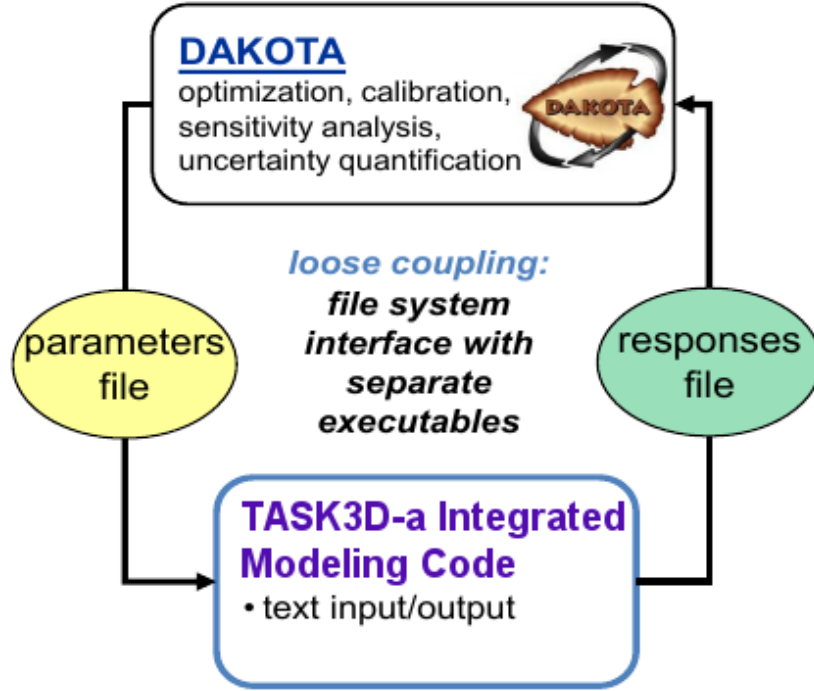 DAKOTA
optimization, calibration,
sensitivity analysis,
uncertainty quantification
DAKOTA
loose coupling:
file system
interface with
separate
executables
parameters
file
responses
file
TASK3D-a Integrated
Modeling Code
• text input/output